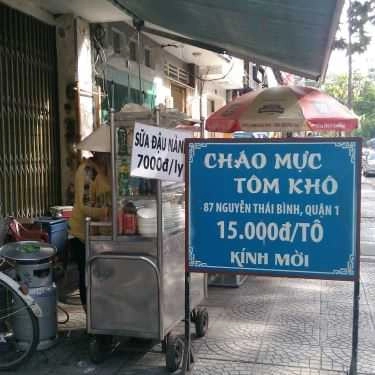 SỮA ĐẬU NÀNH
7000đ/ly
CHÁO MỰC
TÔM KHÔ
87 NGUYỄN THÁI BÌNH, QUẬN 1
15.000đ/TÔ
KÍNH MỜI